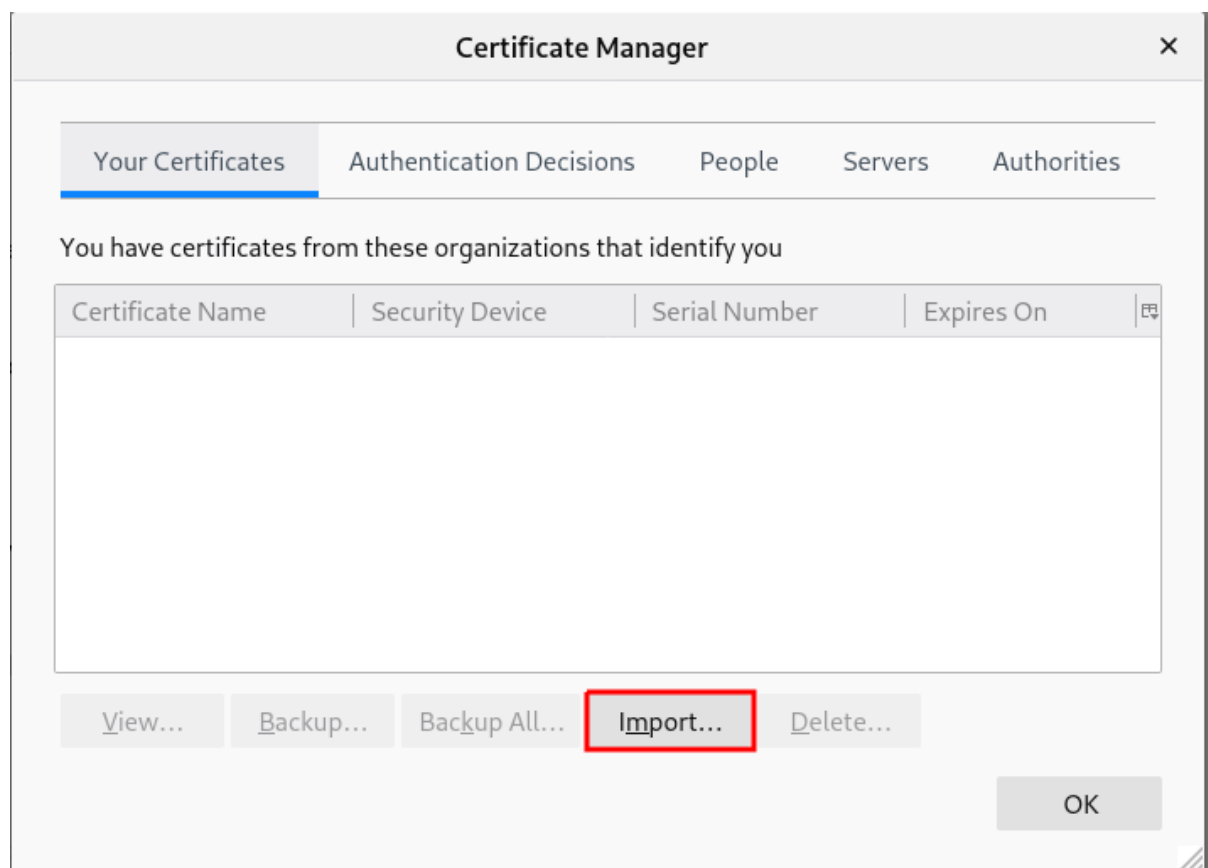 Certificate Manager
Your Certificates Authentication Decisions People Servers Authorities
You have certificates from these organizations that identify you
Certificate Name Security Device Serial Number Expires On
View... Backup... Backup All... Import... Delete...
OK